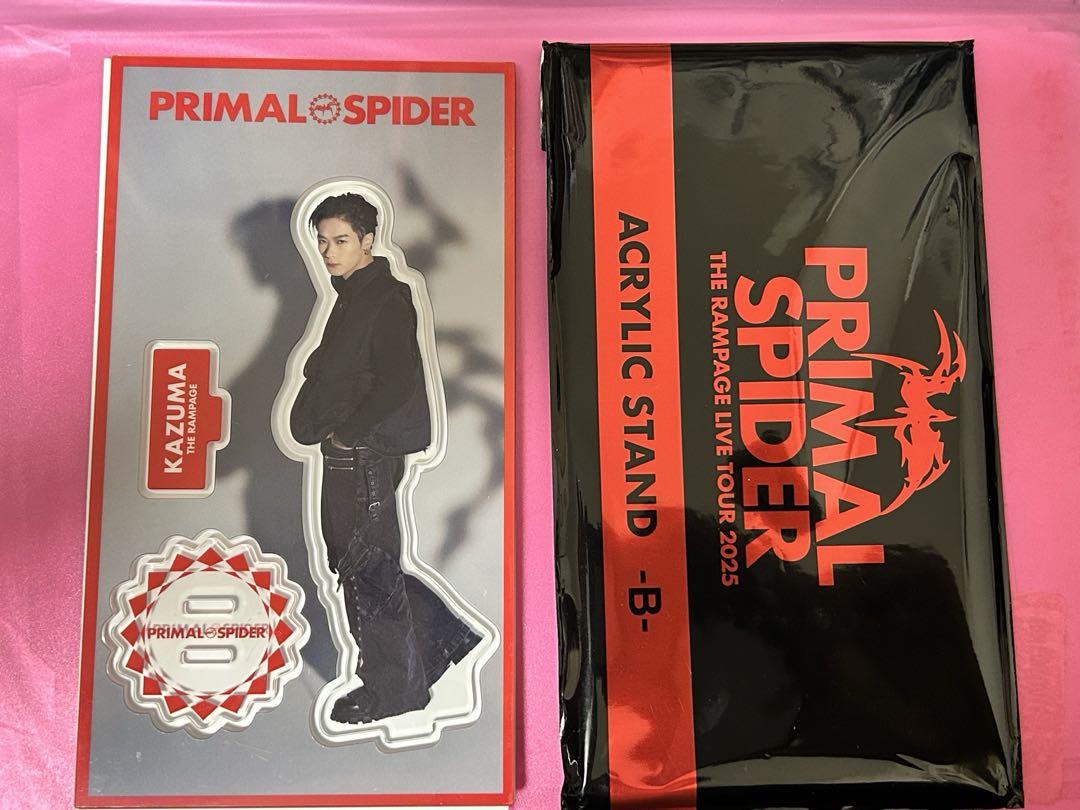 PRIMAL SPIDER
KAZUMA
THE RAMPAGE
PRIMAL SPIDER
ACRYLIC STAND -B-
PRIMAL
SPIDER
THE RAMPAGE LIVE TOUR 2025